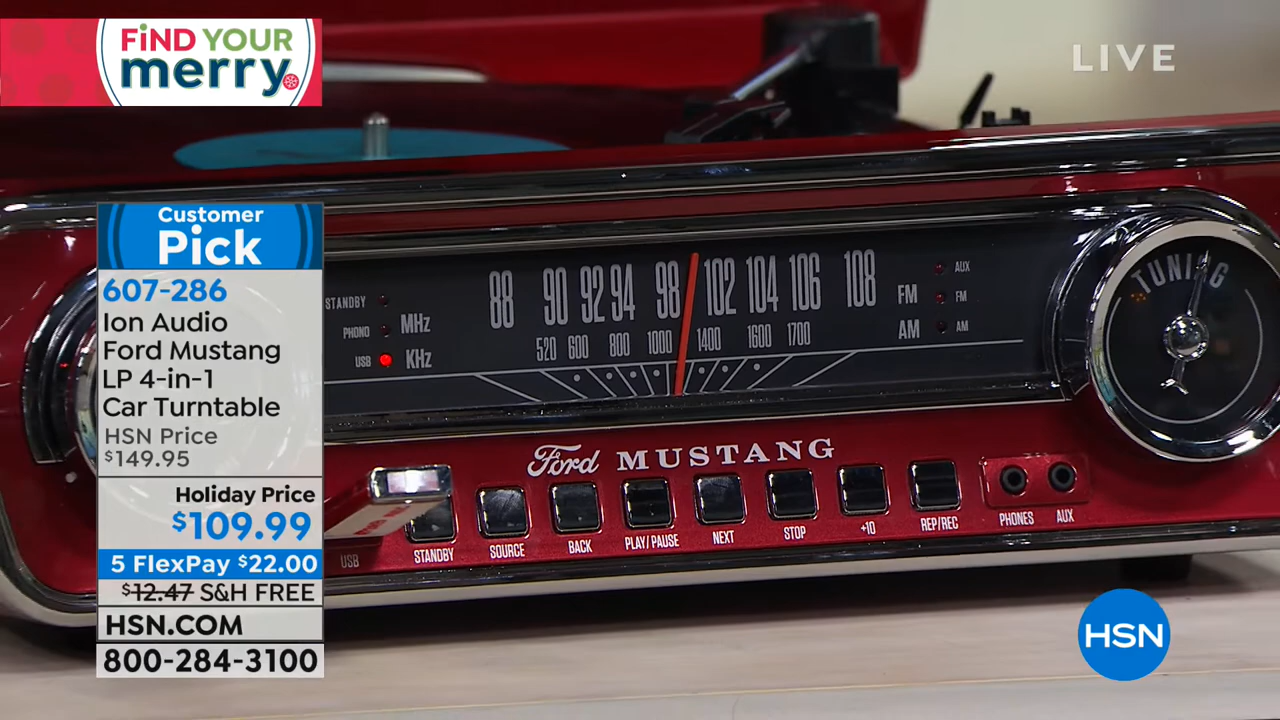 FiND YOUR
merry
LIVE
Customer
Pick
607-286
Ion Audio
Ford Mustang
LP 4-in-1
Car Turntable
HSN Price
$149.95
Holiday Price
$109.99
5 FlexPay $22.00
$12.47 S&H FREE
HSN.COM
800-284-3100
STANDBY
PHONO
USB
MHz
KHz
88 90 92 94 98 102 104 106 108
520 600 800 1000 1400 1600 1700
FM
AM
AUX
FM
AM
TUNING
Ford MUSTANG
USB
STANDBY
SOURCE
BACK
PLAY/PAUSE
NEXT
STOP
+10
REP/REC
PHONES
AUX
HSN